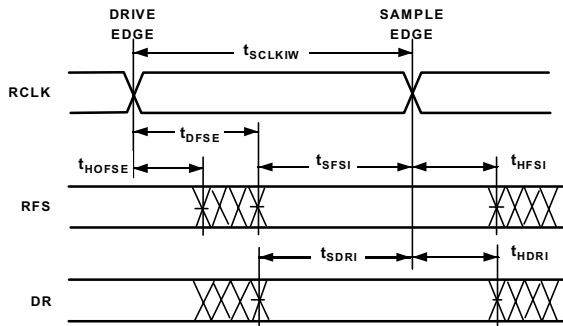 DRIVE EDGE
SAMPLE EDGE
tSCLKIW
RCLK
tDFSE
tHOFSE
tSFSI
tHFSI
RFS
tSDRI
tHDRI
DR